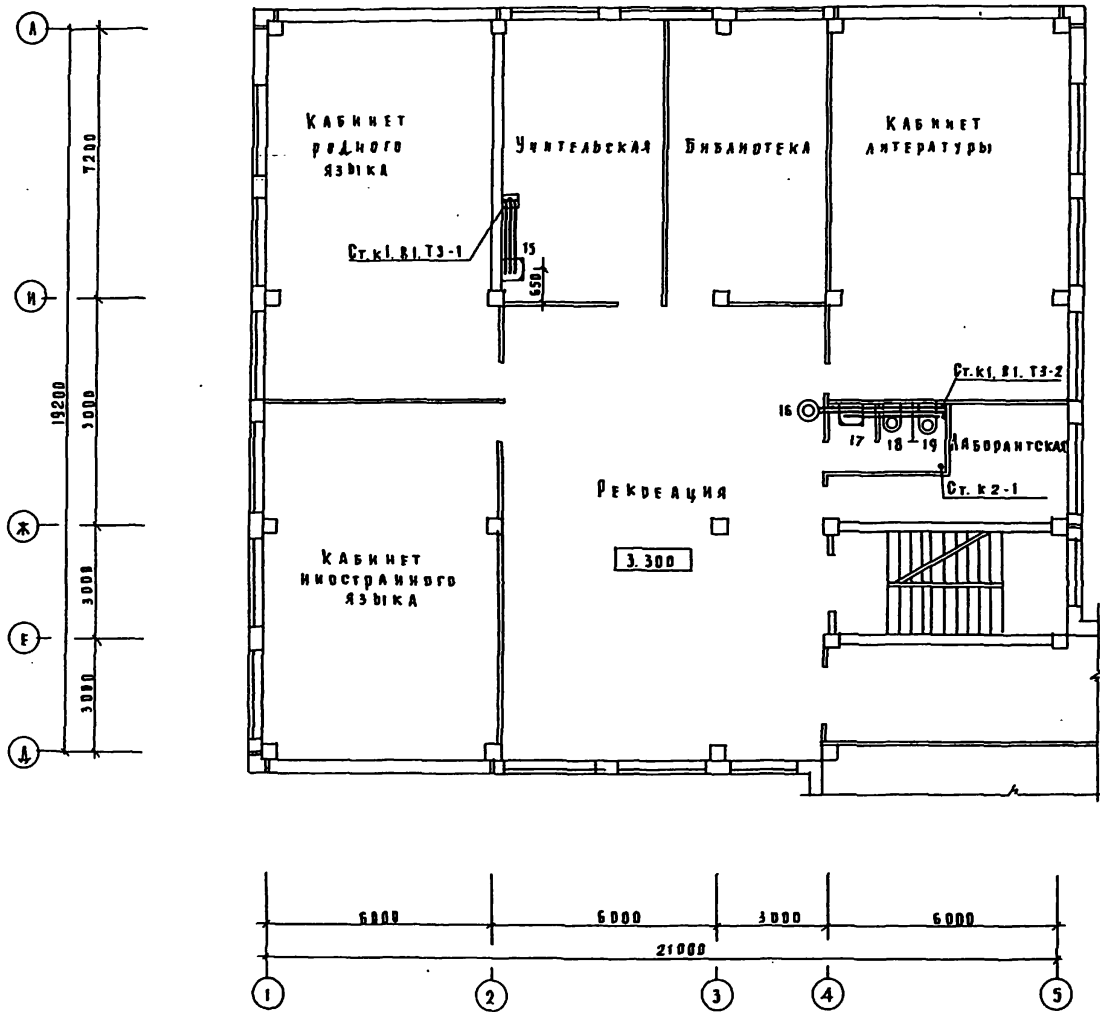 А
7200
КАБИНЕТ
РОДНОГО
ЯЗЫКА
УЧИТЕЛЬСКАЯ
БИБЛИОТЕКА
КАБИНЕТ
ЛИТЕРАТУРЫ
Ст.К1.В1.Т3-1
15
650
И
19200
3000
Ст.К1.В1.Т3-2
16
17
18
19
ЛАБОРАНТСКАЯ
Ст. К2-1
РЕКРЕАЦИЯ
Ж
3.300
КАБИНЕТ
ИНОСТРАННОГО
ЯЗЫКА
3000
Е
3000
Д
6000
6000
3000
6000
21000
1
2
3
4
5